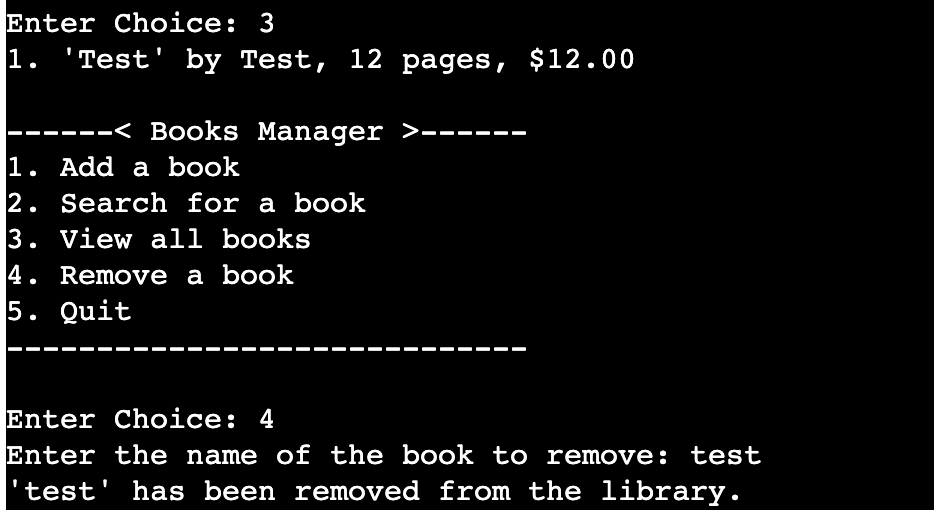 Enter Choice: 3
1. 'Test' by Test, 12 pages, $12.00
------< Books Manager >------
1. Add a book
2. Search for a book
3. View all books
4. Remove a book
5. Quit
-----------------------------
Enter Choice: 4
Enter the name of the book to remove: test
'test' has been removed from the library.